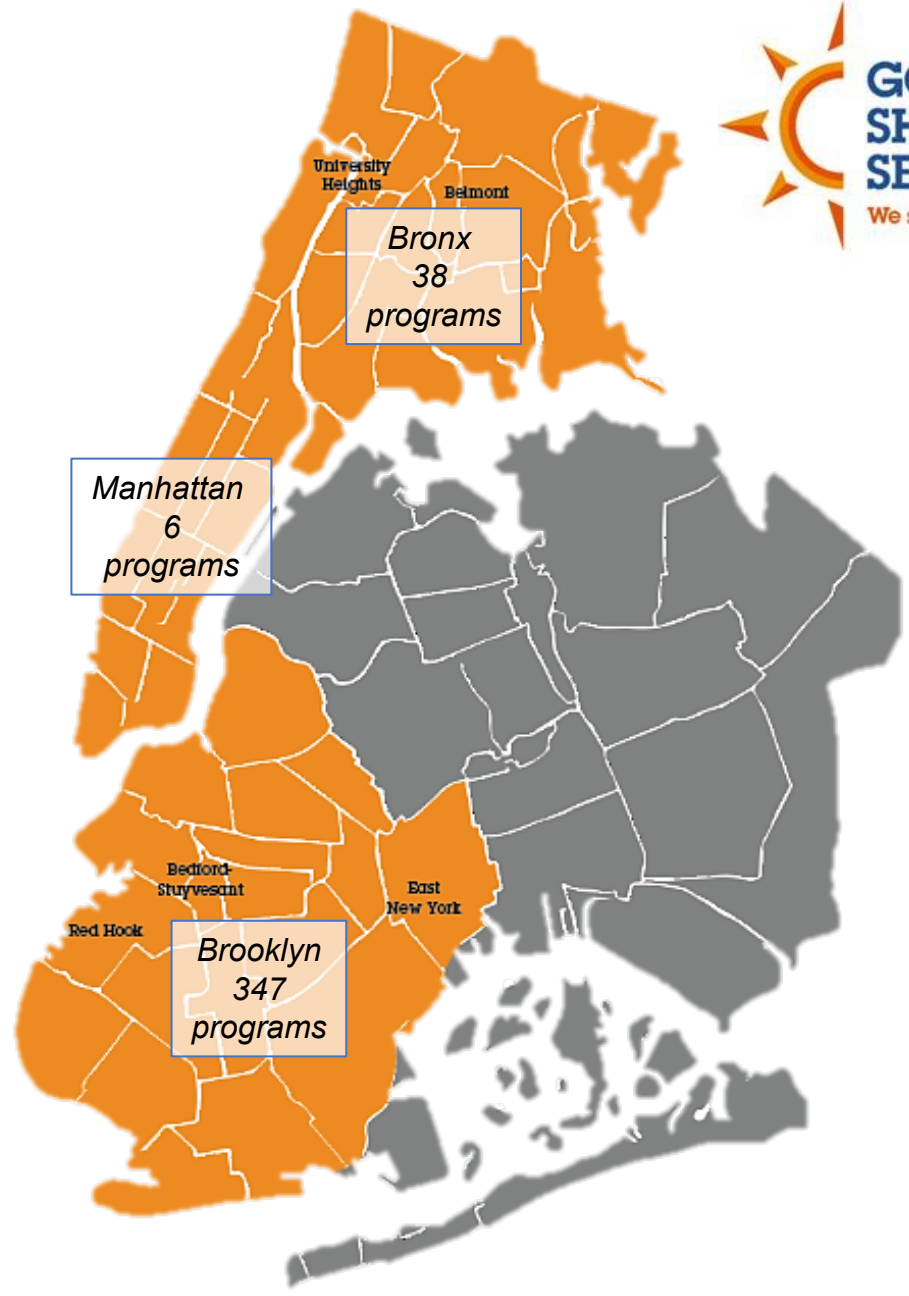 University
Heights
Belmont
Bronx
38
programs
We
Manhattan
6
programs
Bedford-
Stuyvesant
East
New York
Red Hook
Brooklyn
347
programs